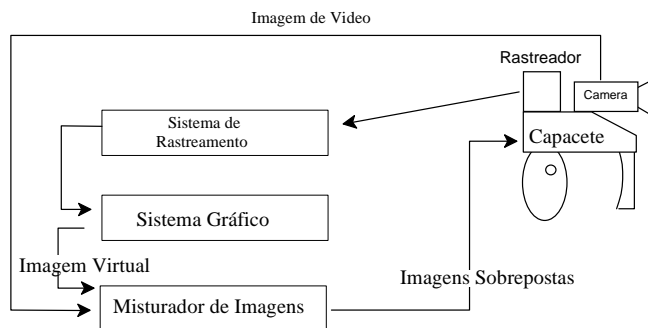 Imagem de Video
Rastreador
Camera
Sistema de
Rastreamento
Capacete
Sistema Gráfico
Imagem Virtual
Imagens Sobrepostas
Misturador de Imagens